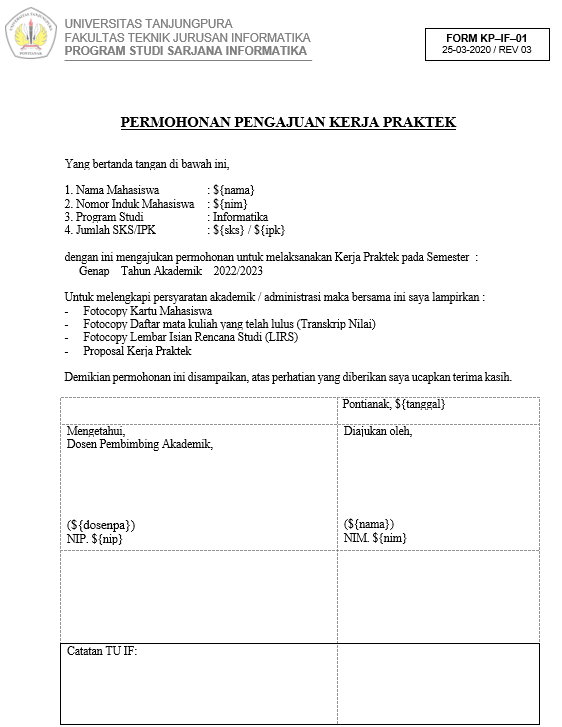 UNIVERSITAS TANJUNGPURA
FAKULTAS TEKNIK JURUSAN INFORMATIKA
PROGRAM STUDI SARJANA INFORMATIKA
FORM KP–IF–01
25-03-2020 / REV 03
PERMOHONAN PENGAJUAN KERJA PRAKTEK
Yang bertanda tangan di bawah ini,
1. Nama Mahasiswa : ${nama}
2. Nomor Induk Mahasiswa : ${nim}
3. Program Studi : Informatika
4. Jumlah SKS/IPK : ${sks} / ${ipk}
dengan ini mengajukan permohonan untuk melaksanakan Kerja Praktek pada Semester :
Genap Tahun Akademik 2022/2023
Untuk melengkapi persyaratan akademik / administrasi maka bersama ini saya lampirkan :
- Fotocopy Kartu Mahasiswa
- Fotocopy Daftar mata kuliah yang telah lulus (Transkrip Nilai)
- Fotocopy Lembar Isian Rencana Studi (LIRS)
- Proposal Kerja Praktek
Demikian permohonan ini disampaikan, atas perhatian yang diberikan saya ucapkan terima kasih.
Pontianak, ${tanggal}
Mengetahui,
Dosen Pembimbing Akademik,
(${dosenpa})
NIP. ${nip}
Diajukan oleh,
(${nama})
NIM. ${nim}
Catatan TU IF: